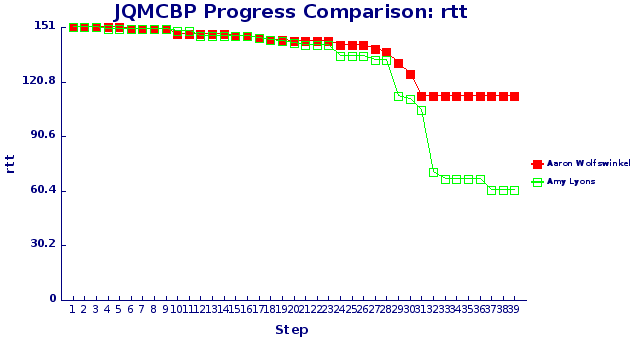 JQMCBP Progress Comparison: rtt
151
120.8
90.6
60.4
30.2
0
rtt
1 2 3 4 5 6 7 8 9 10 11 12 13 14 15 16 17 18 19 20 21 22 23 24 25 26 27 28 29 30 31 32 33 34 35 36 37 38 39
Step
Aaron Wolfswinkel
Amy Lyons